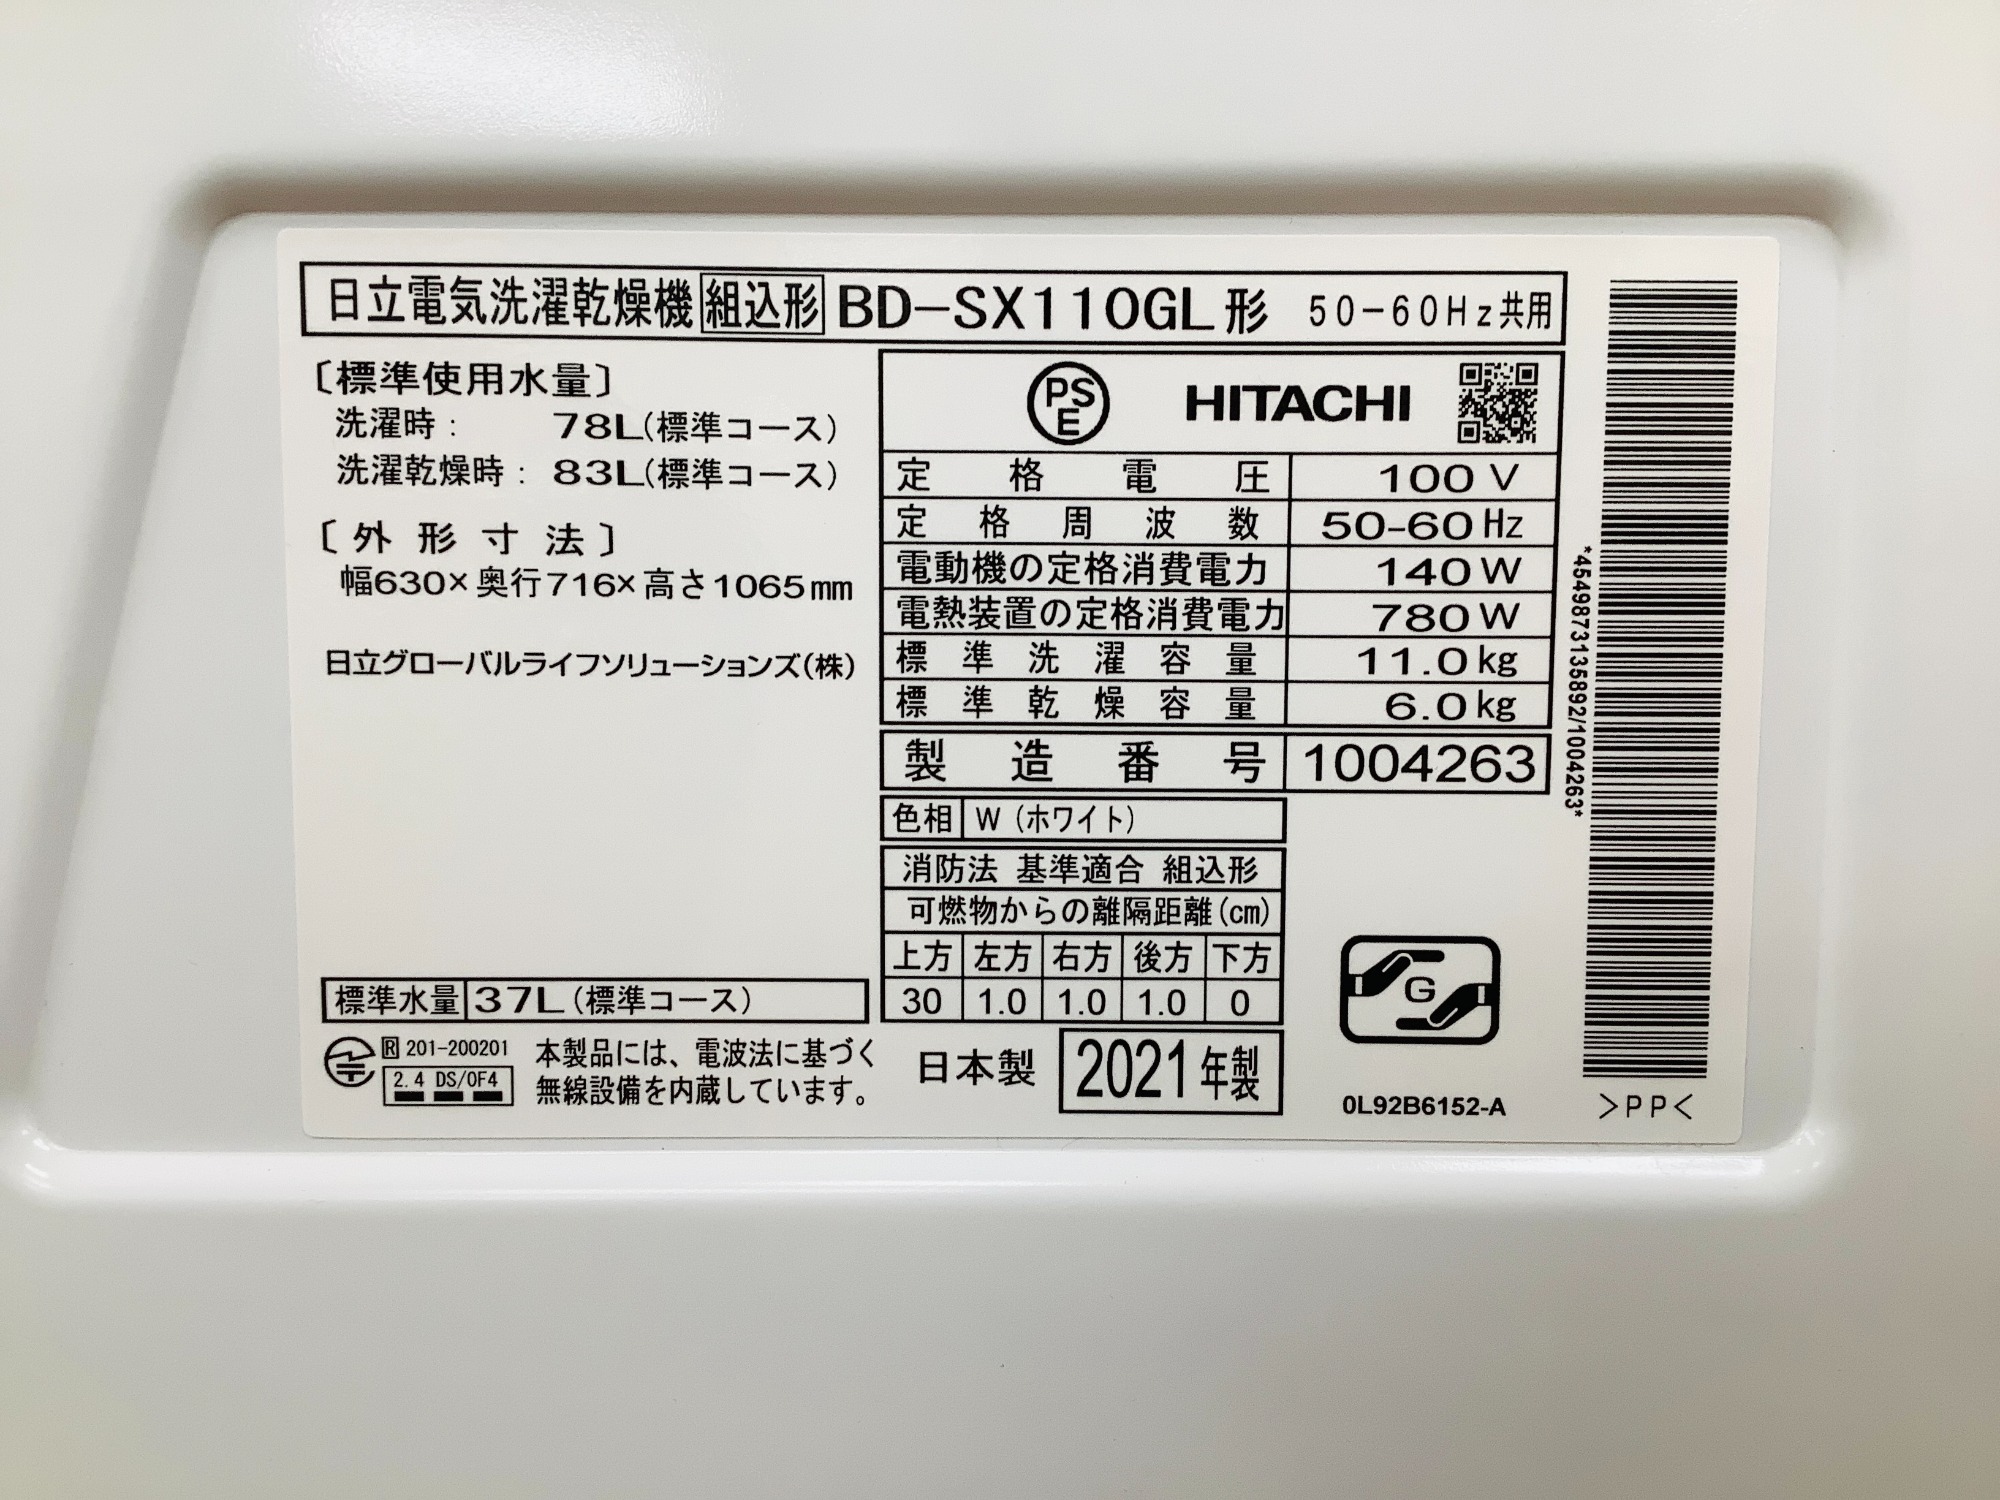 日立電気洗濯乾燥機 組込形 BD-SX110GL形 50-60Hz共用
〔標準使用水量〕
洗濯時: 78L(標準コース)
洗濯乾燥時: 83L(標準コース)
〔外形寸法〕
幅630×奥行716×高さ1065mm
日立グローバルライフソリューションズ(株)
標準水量 37L(標準コース)
R 201-200201
2.4 DS/OF4
本製品には、電波法に基づく
無線設備を内蔵しています。
PSE HITACHI
定格電圧 100V
定格周波数 50-60Hz
電動機の定格消費電力 140W
電熱装置の定格消費電力 780W
標準洗濯容量 11.0kg
標準乾燥容量 6.0kg
製造番号 1004263
色相 W(ホワイト)
消防法 基準適合 組込形
可燃物からの離隔距離(cm)
上方 左方 右方 後方 下方
30 1.0 1.0 1.0 0
日本製 2021年製
G
0L92B6152-A
*4549873135892/1004263*
>PP<